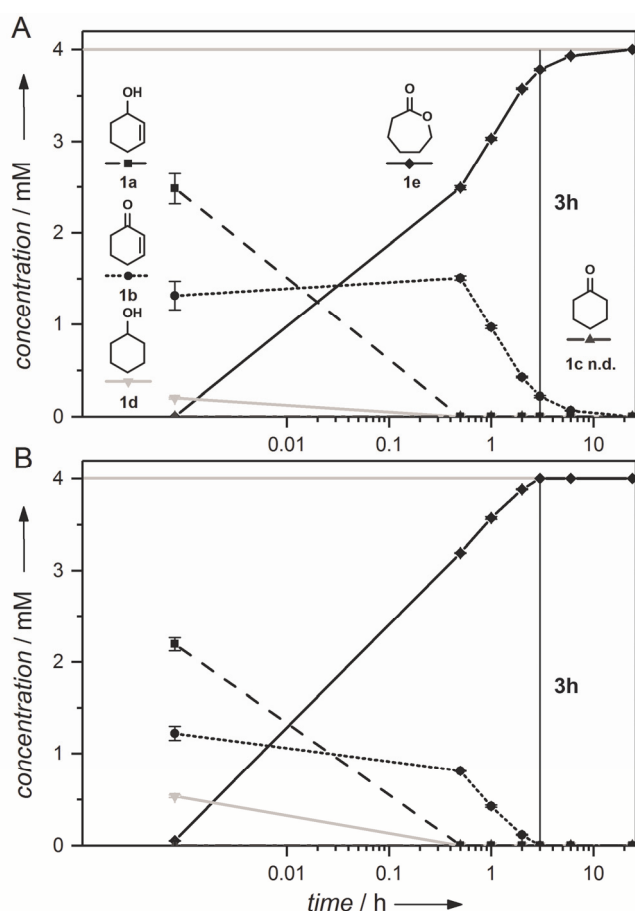 A
concentration / mM
4
3
2
1
0
OH
1a
O
1b
OH
1d
O
O
1e
3h
O
1c n.d.
0.01 0.1 1 10
B
concentration / mM
4
3
2
1
0
3h
0.01 0.1 1 10
time / h